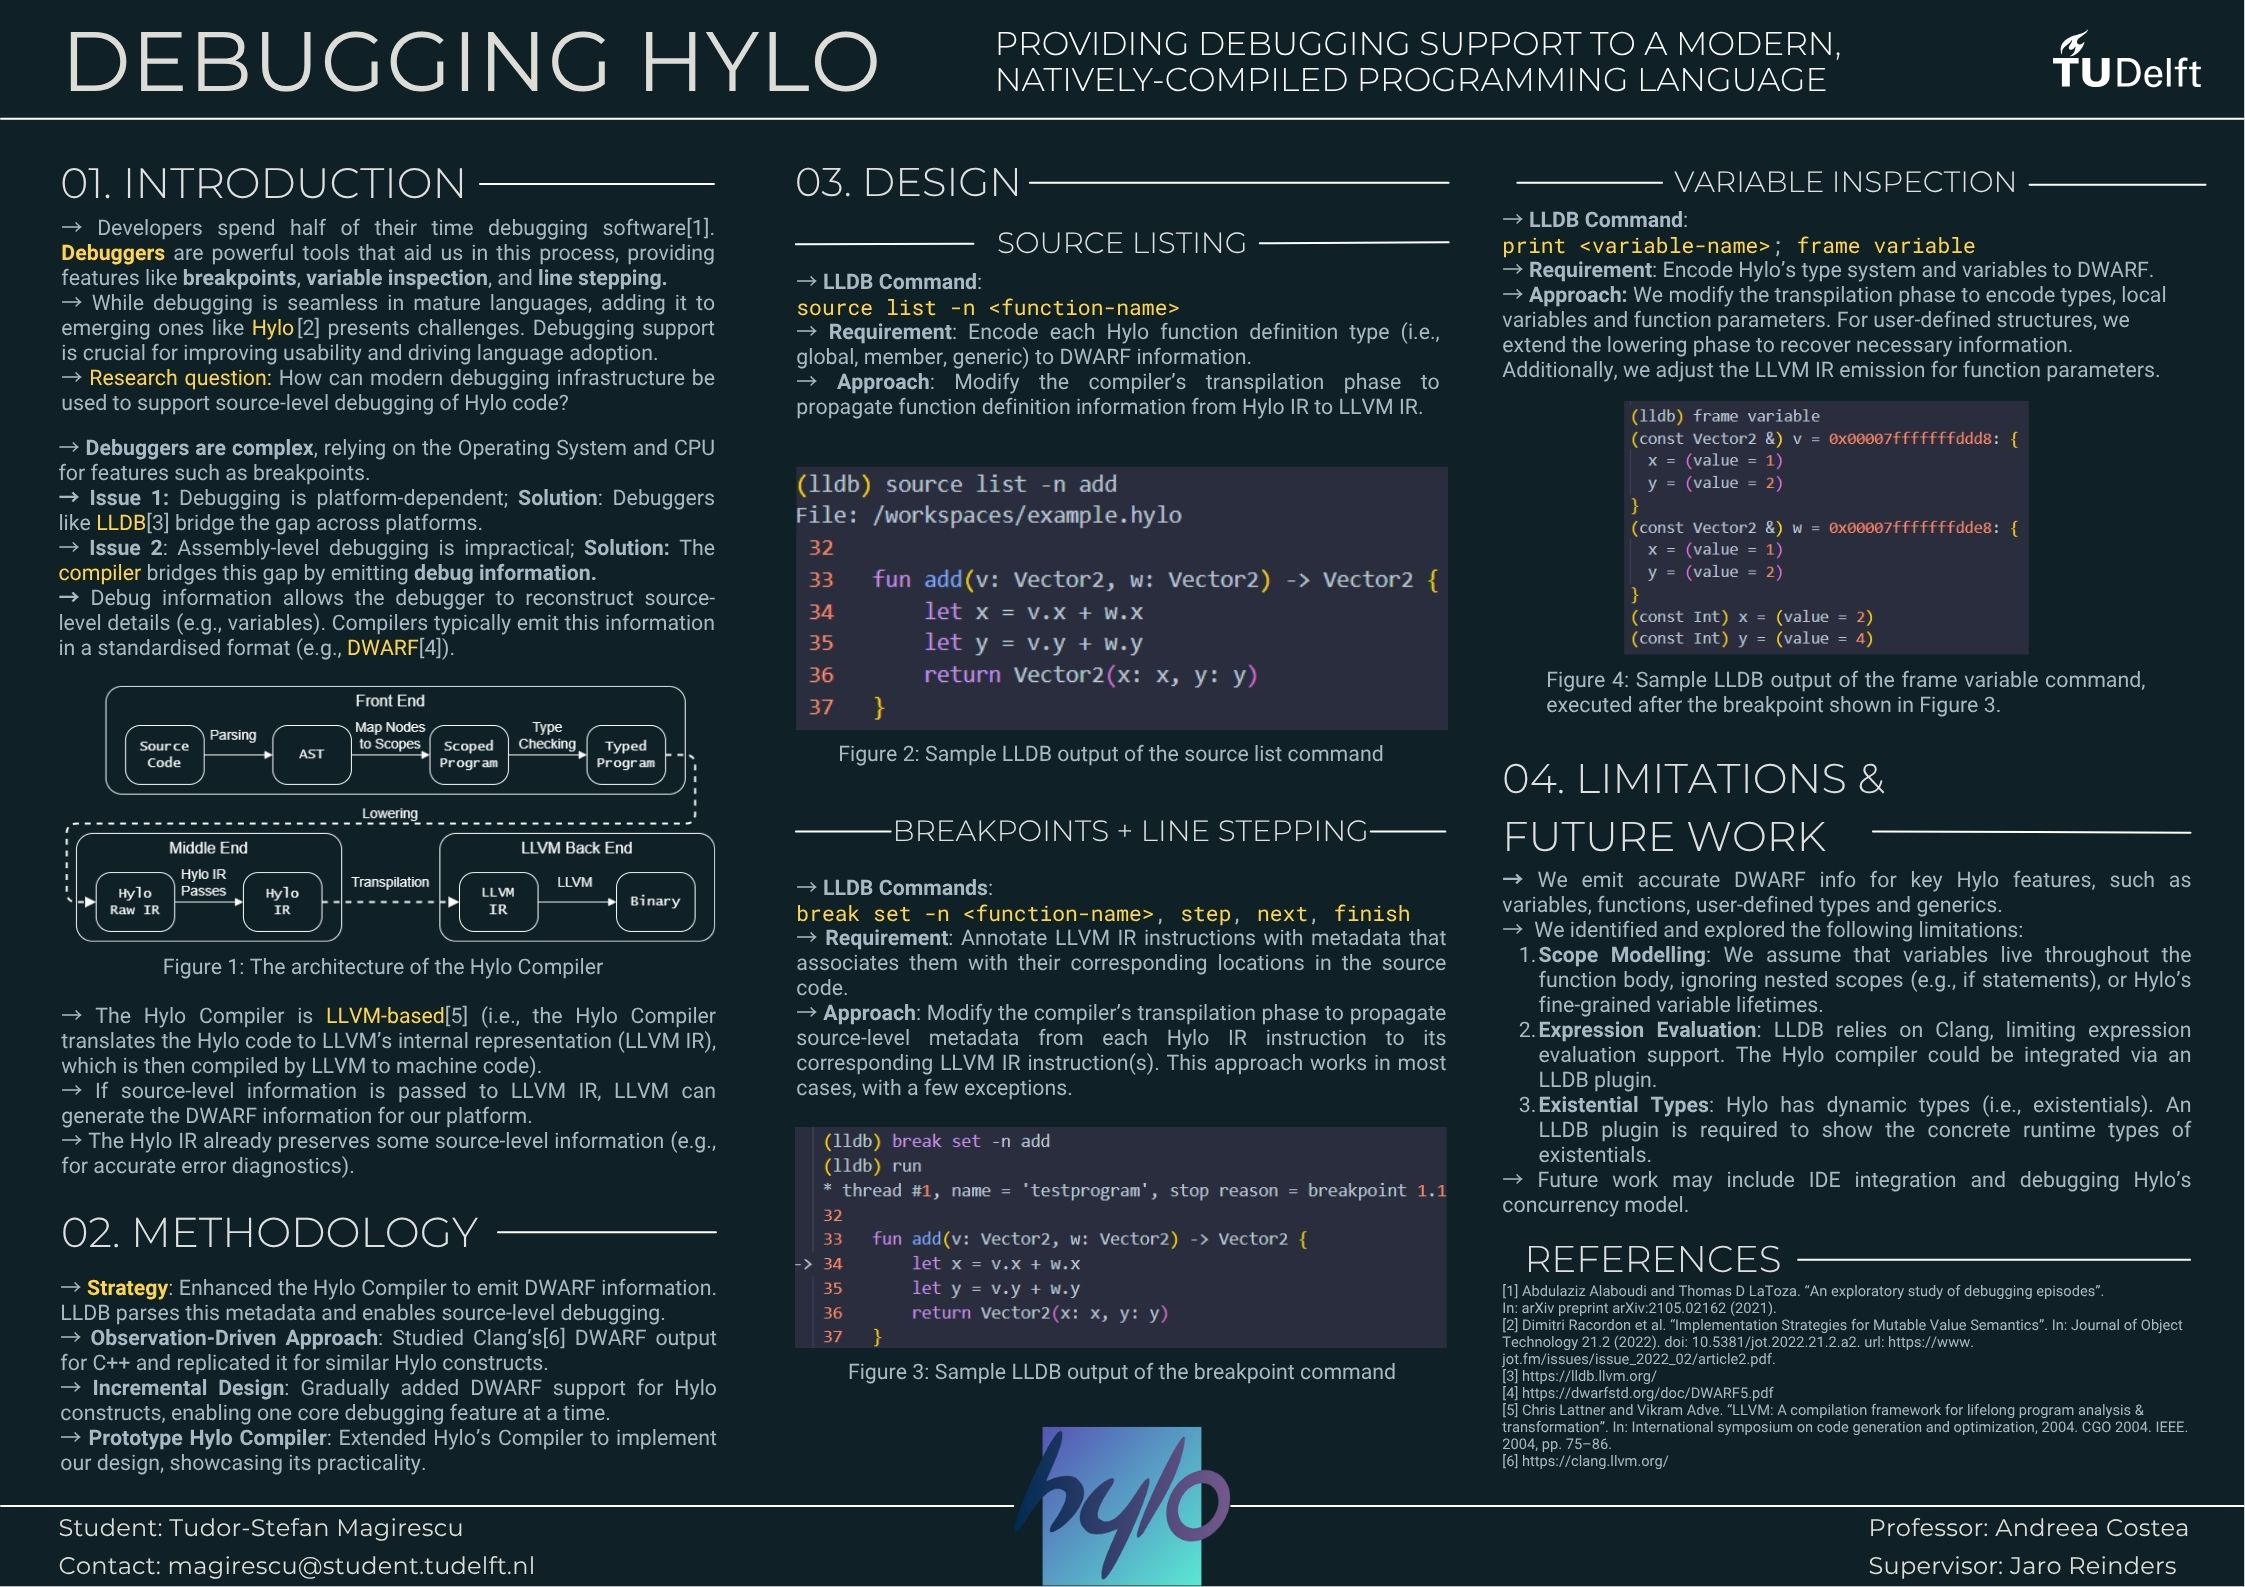 DEBUGGING HYLO
PROVIDING DEBUGGING SUPPORT TO A MODERN,
NATIVELY-COMPILED PROGRAMMING LANGUAGE
TUDelft
01. INTRODUCTION
→ Developers spend half of their time debugging software[1].
Debuggers are powerful tools that aid us in this process, providing
features like breakpoints, variable inspection, and line stepping.
→ While debugging is seamless in mature languages, adding it to
emerging ones like Hylo[2] presents challenges. Debugging support
is crucial for improving usability and driving language adoption.
→ Research question: How can modern debugging infrastructure be
used to support source-level debugging of Hylo code?
→ Debuggers are complex, relying on the Operating System and CPU
for features such as breakpoints.
→ Issue 1: Debugging is platform-dependent; Solution: Debuggers
like LLDB[3] bridge the gap across platforms.
→ Issue 2: Assembly-level debugging is impractical; Solution: The
compiler bridges this gap by emitting debug information.
→ Debug information allows the debugger to reconstruct source-
level details (e.g., variables). Compilers typically emit this information
in a standardised format (e.g., DWARF[4]).
Front End
Source
Code
Parsing
AST
Map Nodes
to Scopes
Scoped
Program
Type
Checking
Typed
Program
Lowering
Middle End
Hylo
Raw IR
Hylo IR
Passes
Hylo
IR
Transpilation
LLVM Back End
LLVM
IR
LLVM
Binary
Figure 1: The architecture of the Hylo Compiler
→ The Hylo Compiler is LLVM-based[5] (i.e., the Hylo Compiler
translates the Hylo code to LLVM's internal representation (LLVM IR),
which is then compiled by LLVM to machine code).
→ If source-level information is passed to LLVM IR, LLVM can
generate the DWARF information for our platform.
→ The Hylo IR already preserves some source-level information (e.g.,
for accurate error diagnostics).
02. METHODOLOGY
→ Strategy: Enhanced the Hylo Compiler to emit DWARF information.
LLDB parses this metadata and enables source-level debugging.
→ Observation-Driven Approach: Studied Clang's[6] DWARF output
for C++ and replicated it for similar Hylo constructs.
→ Incremental Design: Gradually added DWARF support for Hylo
constructs, enabling one core debugging feature at a time.
→ Prototype Hylo Compiler: Extended Hylo's Compiler to implement
our design, showcasing its practicality.
03. DESIGN
SOURCE LISTING
→ LLDB Command:
source list -n <function-name>
→ Requirement: Encode each Hylo function definition type (i.e.,
global, member, generic) to DWARF information.
→ Approach: Modify the compiler's transpilation phase to
propagate function definition information from Hylo IR to LLVM IR.
(lldb) source list -n add
File: /workspaces/example.hylo
32
33 fun add(v: Vector2, w: Vector2) -> Vector2 {
34 let x = v.x + w.x
35 let y = v.y + w.y
36 return Vector2(x: x, y: y)
37 }
Figure 2: Sample LLDB output of the source list command
BREAKPOINTS + LINE STEPPING
→ LLDB Commands:
break set -n <function-name>, step, next, finish
→ Requirement: Annotate LLVM IR instructions with metadata that
associates them with their corresponding locations in the source
code.
→ Approach: Modify the compiler's transpilation phase to propagate
source-level metadata from each Hylo IR instruction to its
corresponding LLVM IR instruction(s). This approach works in most
cases, with a few exceptions.
(lldb) break set -n add
(lldb) run
* thread #1, name = 'testprogram', stop reason = breakpoint 1.1
32
33 fun add(v: Vector2, w: Vector2) -> Vector2 {
-> 34 let x = v.x + w.x
35 let y = v.y + w.y
36 return Vector2(x: x, y: y)
37 }
Figure 3: Sample LLDB output of the breakpoint command
VARIABLE INSPECTION
→ LLDB Command:
print <variable-name>; frame variable
→ Requirement: Encode Hylo's type system and variables to DWARF.
→ Approach: We modify the transpilation phase to encode types, local
variables and function parameters. For user-defined structures, we
extend the lowering phase to recover necessary information.
Additionally, we adjust the LLVM IR emission for function parameters.
(lldb) frame variable
(const Vector2 &) v = 0x00007fffffffddd8: {
x = (value = 1)
y = (value = 2)
}
(const Vector2 &) w = 0x00007fffffffdde8: {
x = (value = 1)
y = (value = 2)
}
(const Int) x = (value = 2)
(const Int) y = (value = 4)
Figure 4: Sample LLDB output of the frame variable command,
executed after the breakpoint shown in Figure 3.
04. LIMITATIONS &
FUTURE WORK
→ We emit accurate DWARF info for key Hylo features, such as
variables, functions, user-defined types and generics.
→ We identified and explored the following limitations:
1. Scope Modelling: We assume that variables live throughout the
function body, ignoring nested scopes (e.g., if statements), or Hylo's
fine-grained variable lifetimes.
2. Expression Evaluation: LLDB relies on Clang, limiting expression
evaluation support. The Hylo compiler could be integrated via an
LLDB plugin.
3. Existential Types: Hylo has dynamic types (i.e., existentials). An
LLDB plugin is required to show the concrete runtime types of
existentials.
→ Future work may include IDE integration and debugging Hylo's
concurrency model.
REFERENCES
[1] Abdulaziz Alaboudi and Thomas D LaToza. “An exploratory study of debugging episodes”.
In: arXiv preprint arXiv:2105.02162 (2021).
[2] Dimitri Racordon et al. “Implementation Strategies for Mutable Value Semantics”. In: Journal of Object
Technology 21.2 (2022). doi: 10.5381/jot.2022.21.2.a2. url: https://www.
jot.fm/issues/issue_2022_02/article2.pdf.
[3] https://lldb.llvm.org/
[4] https://dwarfstd.org/doc/DWARF5.pdf
[5] Chris Lattner and Vikram Adve. “LLVM: A compilation framework for lifelong program analysis &
transformation”. In: International symposium on code generation and optimization, 2004. CGO 2004. IEEE.
2004, pp. 75–86.
[6] https://clang.llvm.org/
Student: Tudor-Stefan Magirescu
Contact: magirescu@student.tudelft.nl
hylo
Professor: Andreea Costea
Supervisor: Jaro Reinders